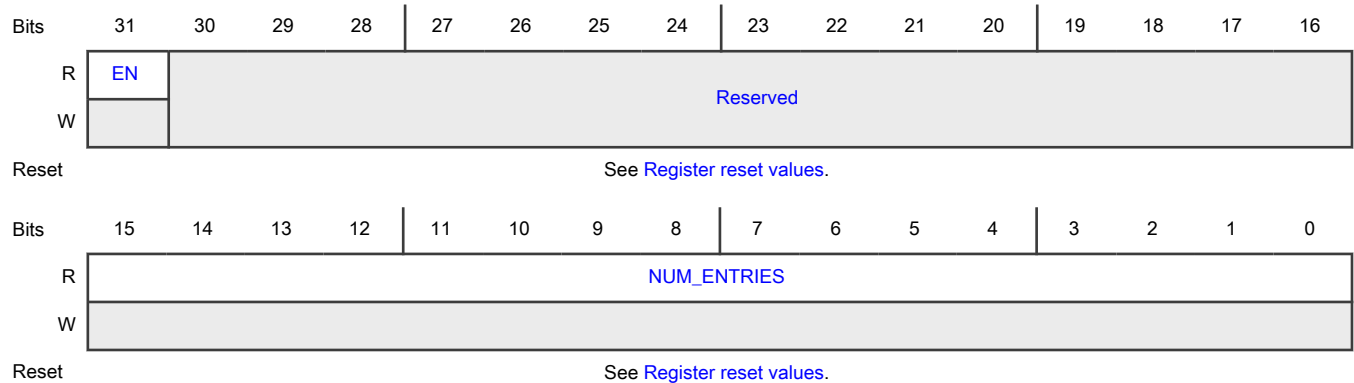 Bits 31 30 29 28 27 26 25 24 23 22 21 20 19 18 17 16
R EN
Reserved
W
Reset See Register reset values.
Bits 15 14 13 12 11 10 9 8 7 6 5 4 3 2 1 0
R NUM_ENTRIES
W
Reset See Register reset values.